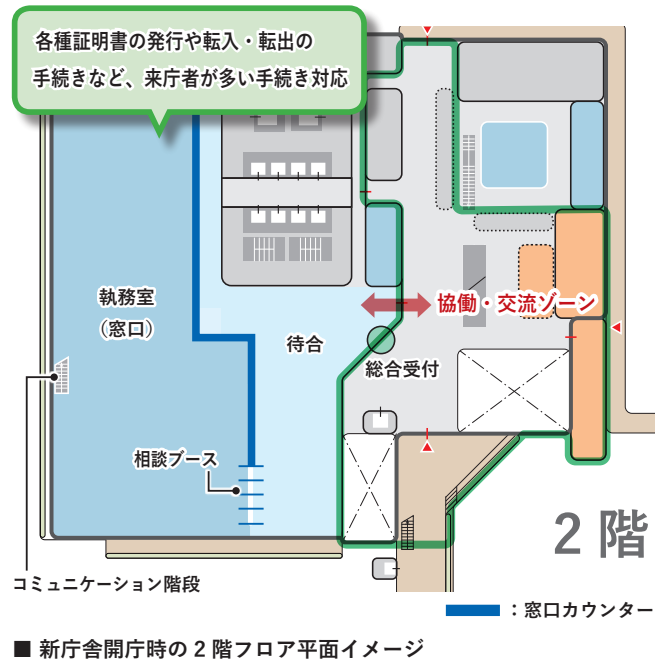 各種証明書の発行や転入・転出の
手続きなど、来庁者が多い手続き対応
執務室
（窓口）
待合
協働・交流ゾーン
総合受付
相談ブース
2階
コミュニケーション階段
：窓口カウンター
■ 新庁舎開庁時の2階フロア平面イメージ